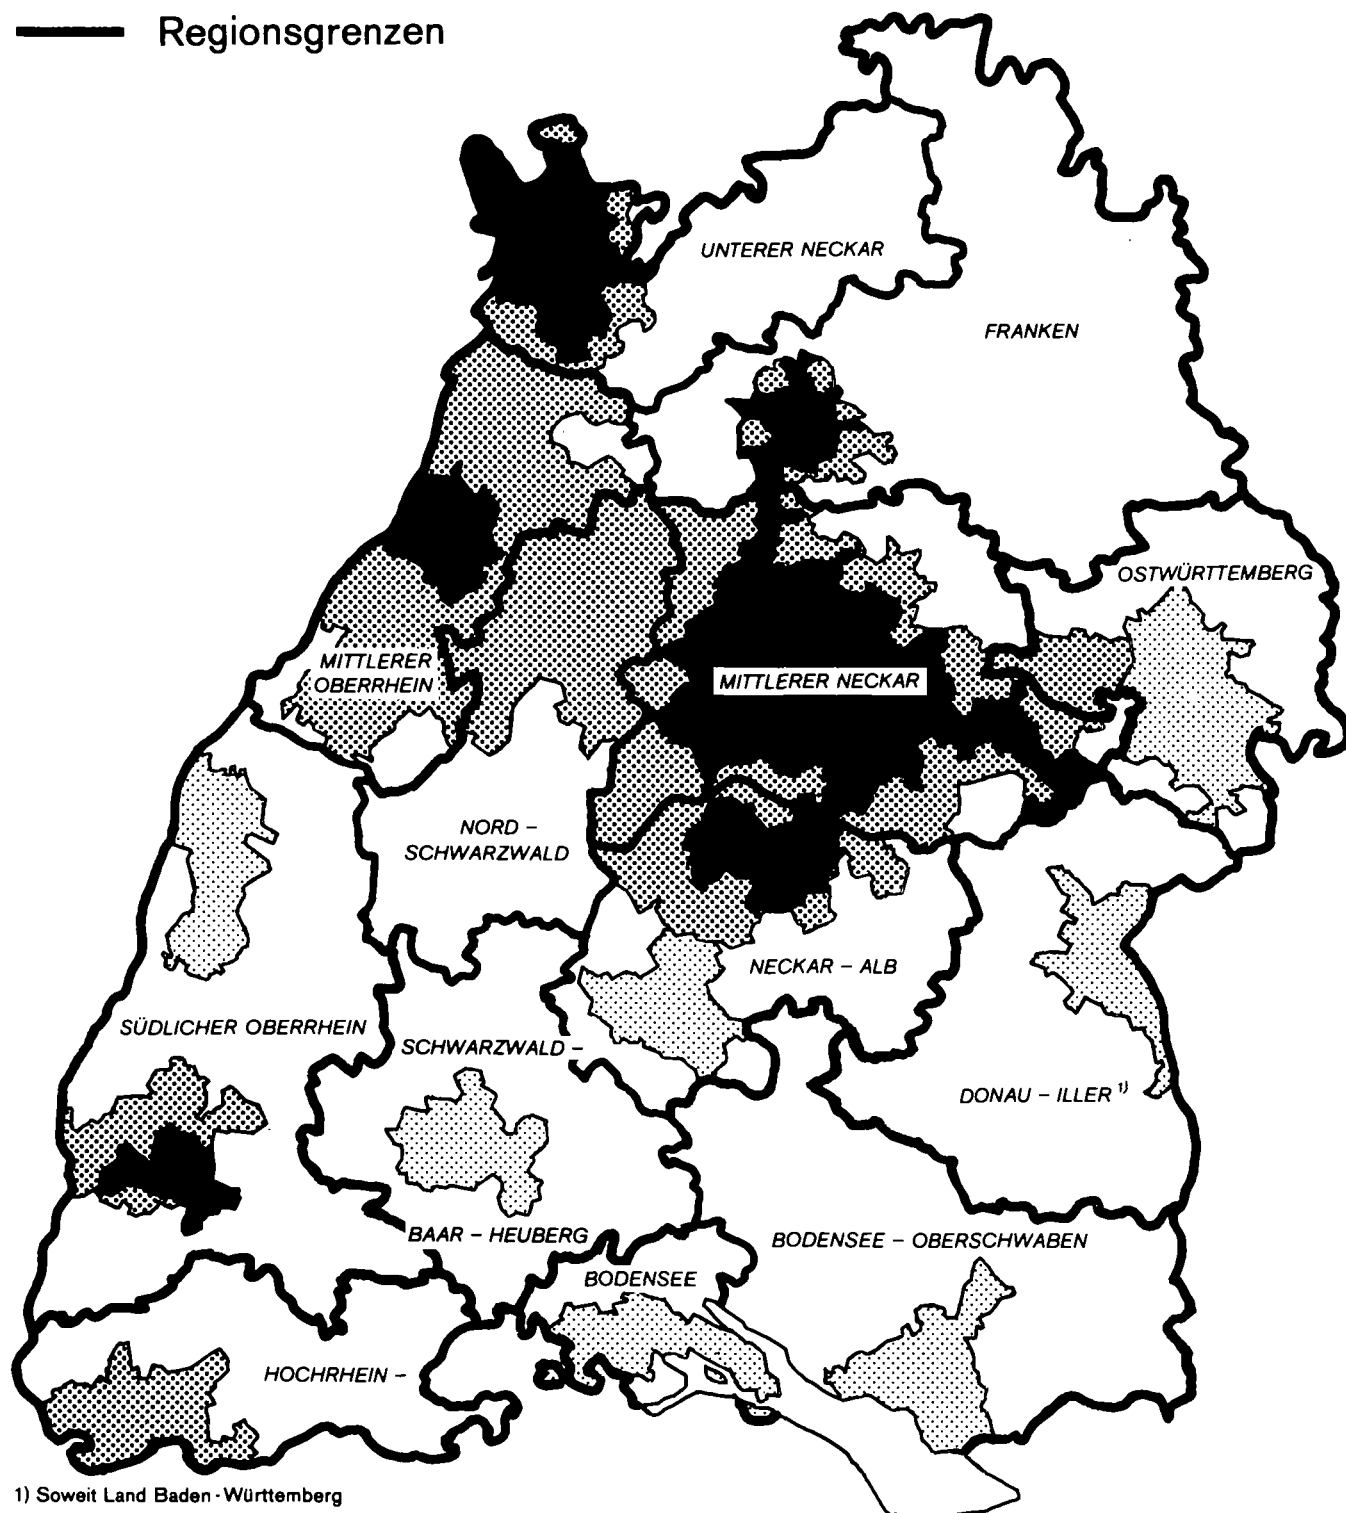 Regionsgrenzen
UNTERER NECKAR
FRANKEN
OSTWÜRTTEMBERG
MITTLERER
OBERRHEIN
MITTLERER NECKAR
NORD –
SCHWARZWALD
NECKAR – ALB
SÜDLICHER OBERRHEIN
SCHWARZWALD –
DONAU – ILLER 1)
BAAR – HEUBERG
BODENSEE – OBERSCHWABEN
BODENSEE
HOCHRHEIN –
1) Soweit Land Baden-Württemberg